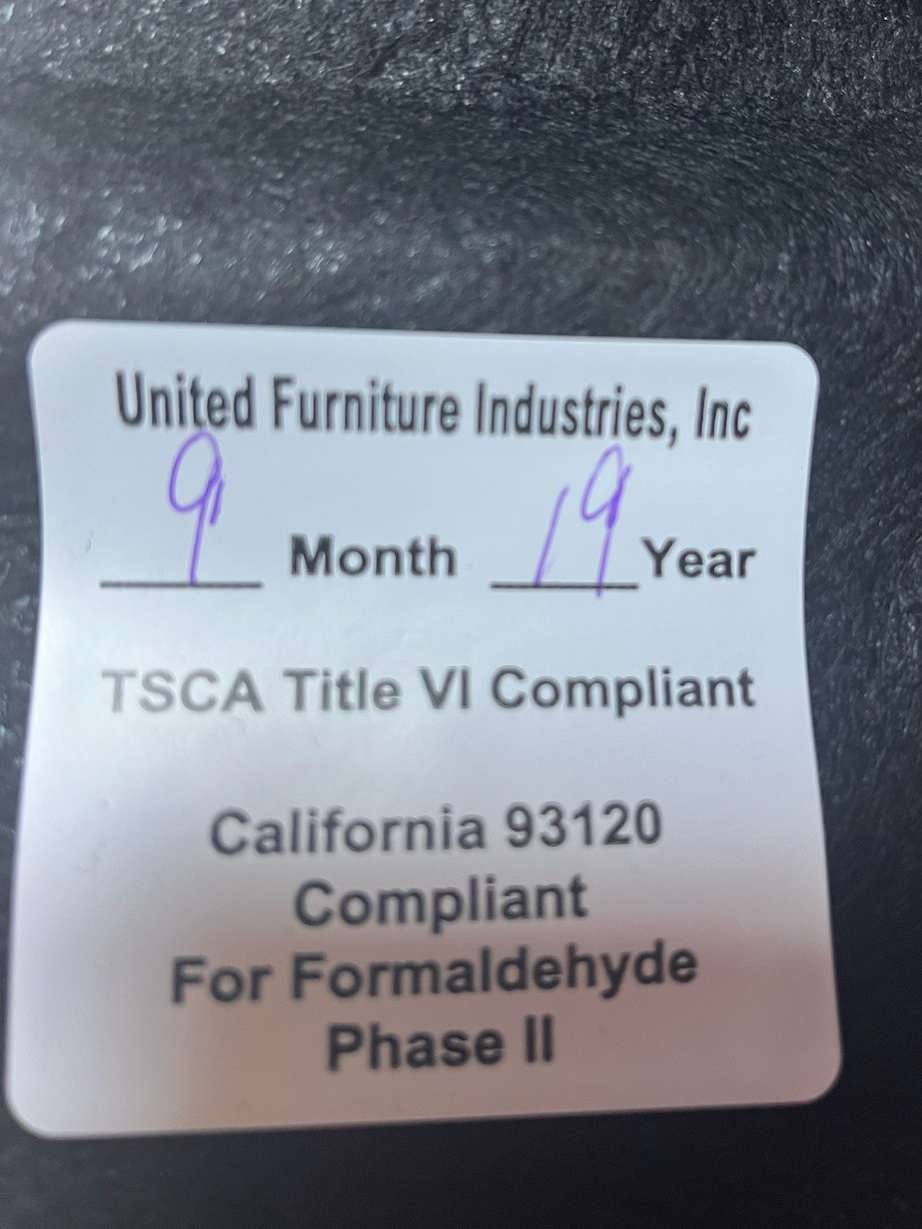 United Furniture Industries, Inc
9 Month 19 Year
TSCA Title VI Compliant
California 93120
Compliant
For Formaldehyde
Phase II